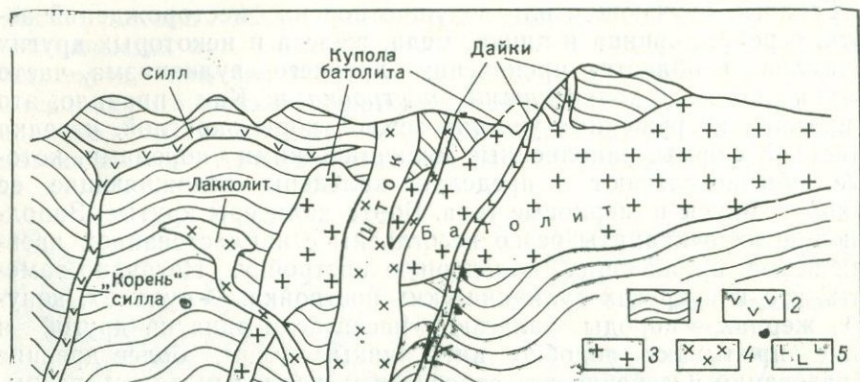 Силл
Купола
батолита
Дайки
Лакколит
Шток
Батолит
„Корень"
силла
1
2
3
4
5